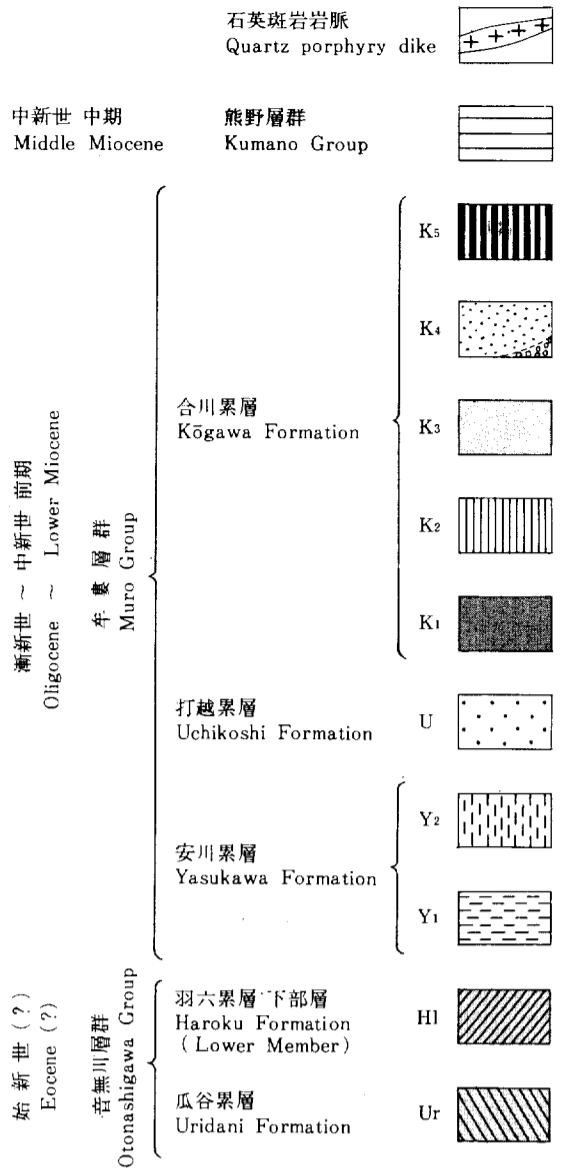 石英斑岩岩脈
Quartz porphyry dike
中新世 中期
Middle Miocene
熊野層群
Kumano Group
漸新世 ~ 中新世 前期
Oligocene ~ Lower Miocene
牟婁層群
Muro Group
合川累層
Kōgawa Formation
K5
K4
K3
K2
K1
打越累層
Uchikoshi Formation
U
安川累層
Yasukawa Formation
Y2
Y1
始新世(?)
Eocene(?)
音無川層群
Otonashigawa Group
羽六累層下部層
Haroku Formation
(Lower Member)
Hl
瓜谷累層
Uridani Formation
Ur